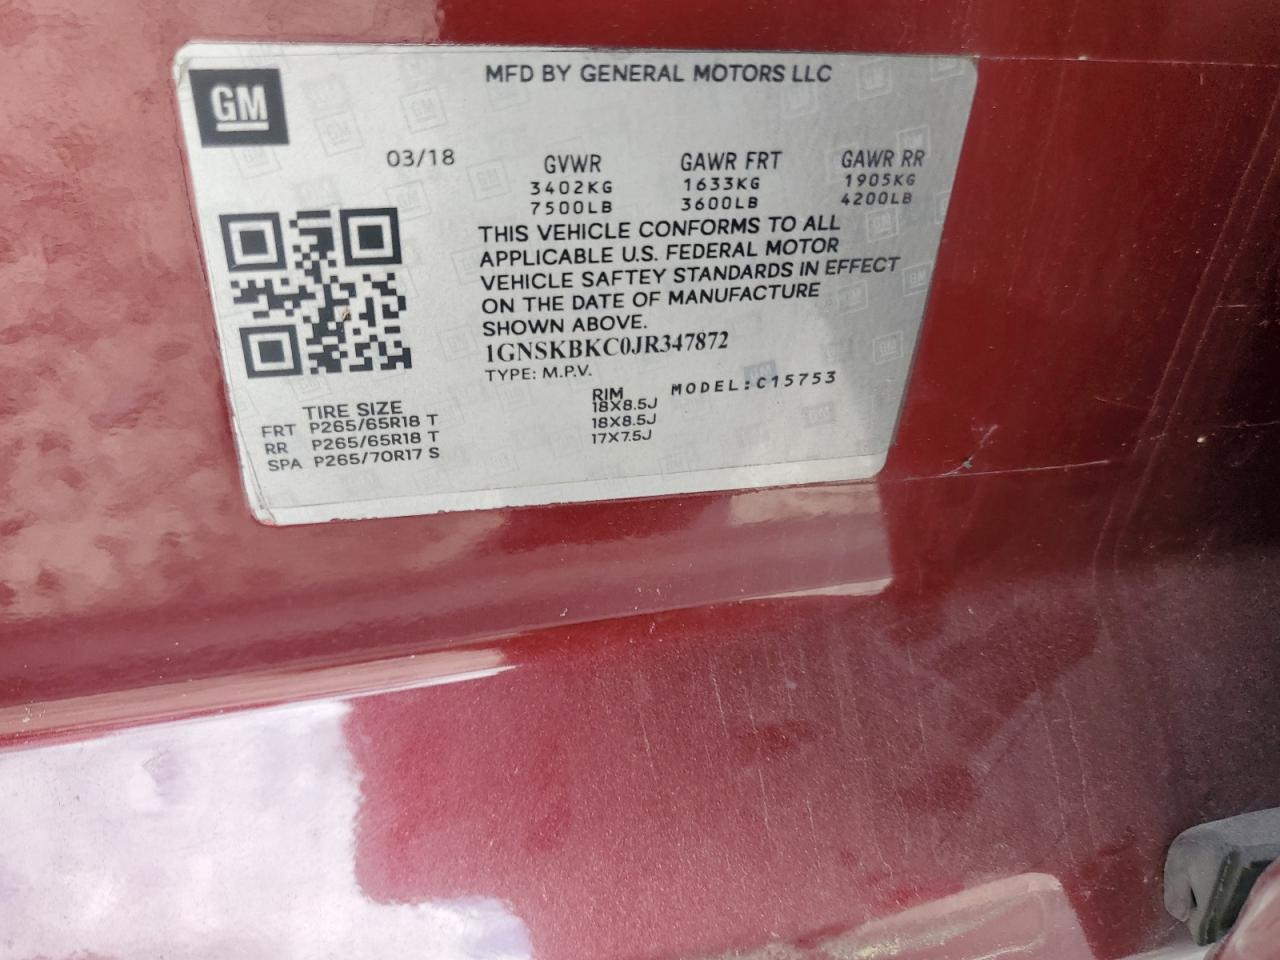 GM
MFD BY GENERAL MOTORS LLC
03/18
GVWR GAWR FRT GAWR RR
3402KG 1633KG 1905KG
7500LB 3600LB 4200LB
THIS VEHICLE CONFORMS TO ALL
APPLICABLE U.S. FEDERAL MOTOR
VEHICLE SAFTEY STANDARDS IN EFFECT
ON THE DATE OF MANUFACTURE
SHOWN ABOVE.
1GNSKBKC0JR347872
TYPE: M.P.V.
MODEL:C15753
TIRE SIZE RIM
FRT P265/65R18 T 18X8.5J
RR P265/65R18 T 18X8.5J
SPA P265/70R17 S 17X7.5J